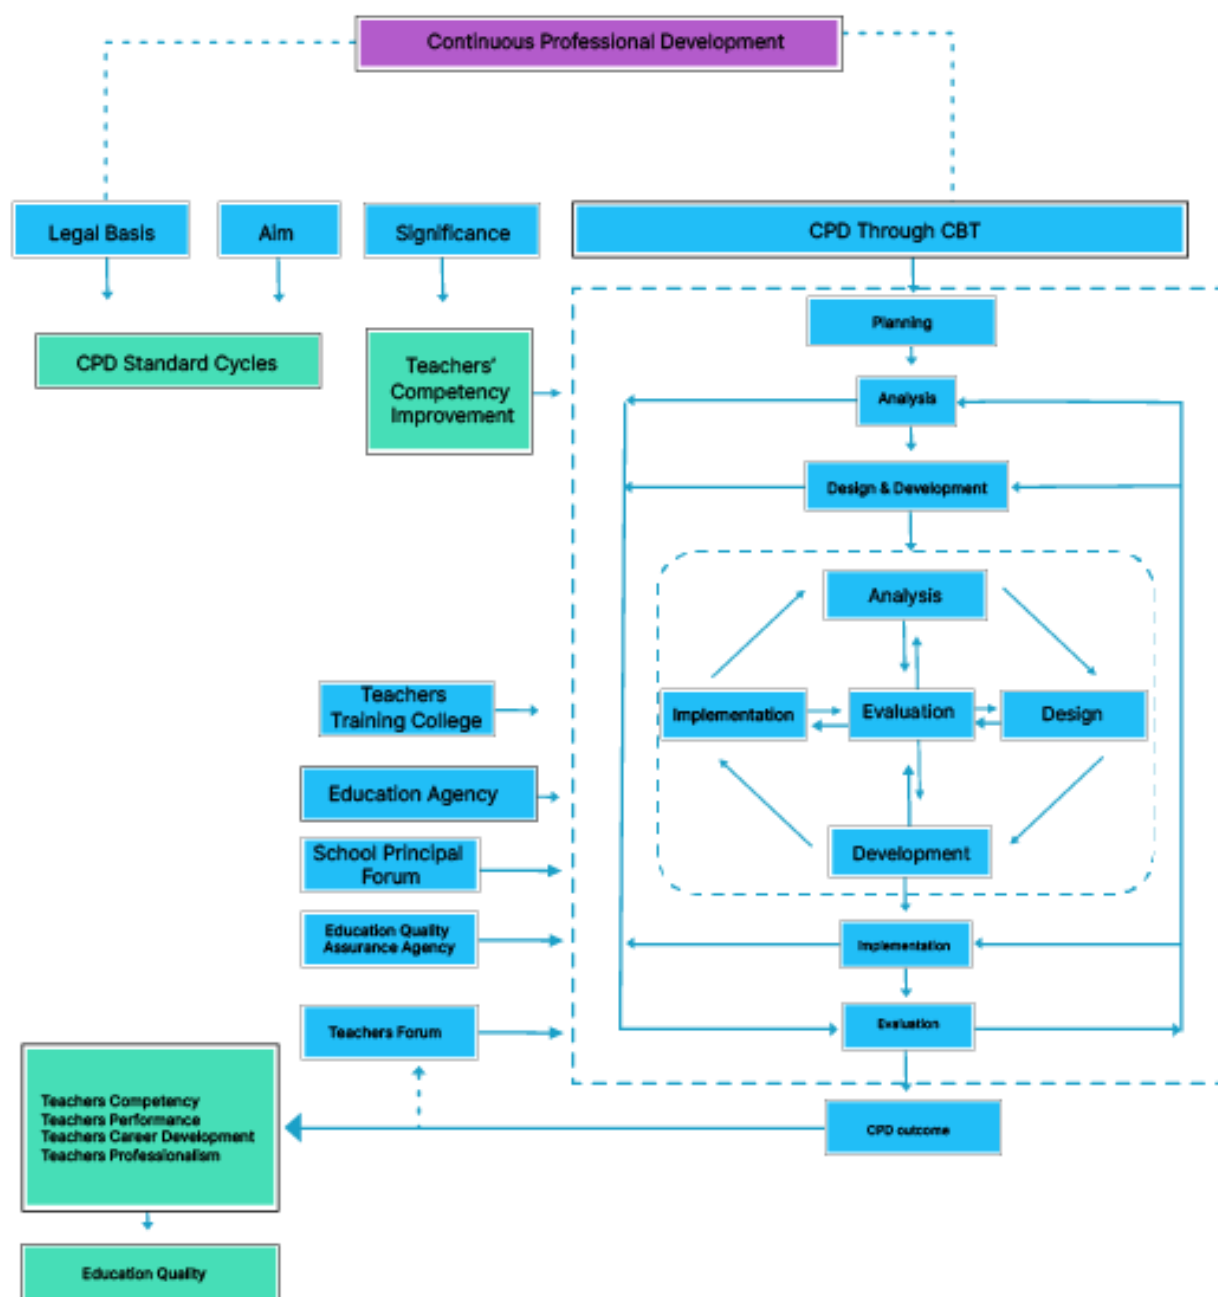 Continuous Professional Development
Legal Basis
Aim
Significance
CPD Through CBT
CPD Standard Cycles
Teachers'
Competency
Improvement
Planning
Analysis
Design & Development
Analysis
Implementation
Evaluation
Design
Development
Teachers
Training College
Education Agency
School Principal
Forum
Education Quality
Assurance Agency
Teachers Forum
Implementation
Evaluation
CPD outcome
Teachers Competency
Teachers Performance
Teachers Career Development
Teachers Professionalism
Education Quality